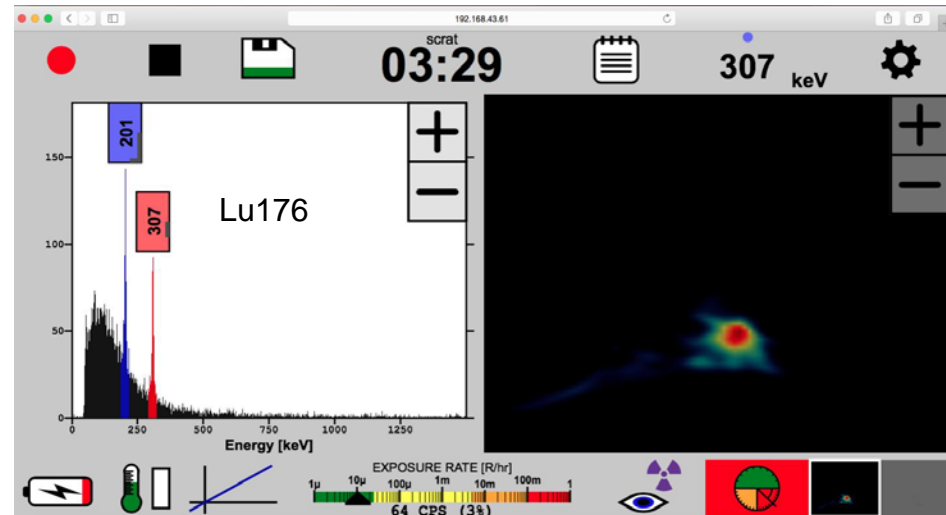 192.168.43.61
scrat
03:29
307 keV
201
307
Lu176
150
100
50
0
0 250 500 750 1000 1250
Energy [keV]
EXPOSURE RATE [R/hr]
1μ 10μ 100μ 1m 10m 100m 1
64 CPS (3%)